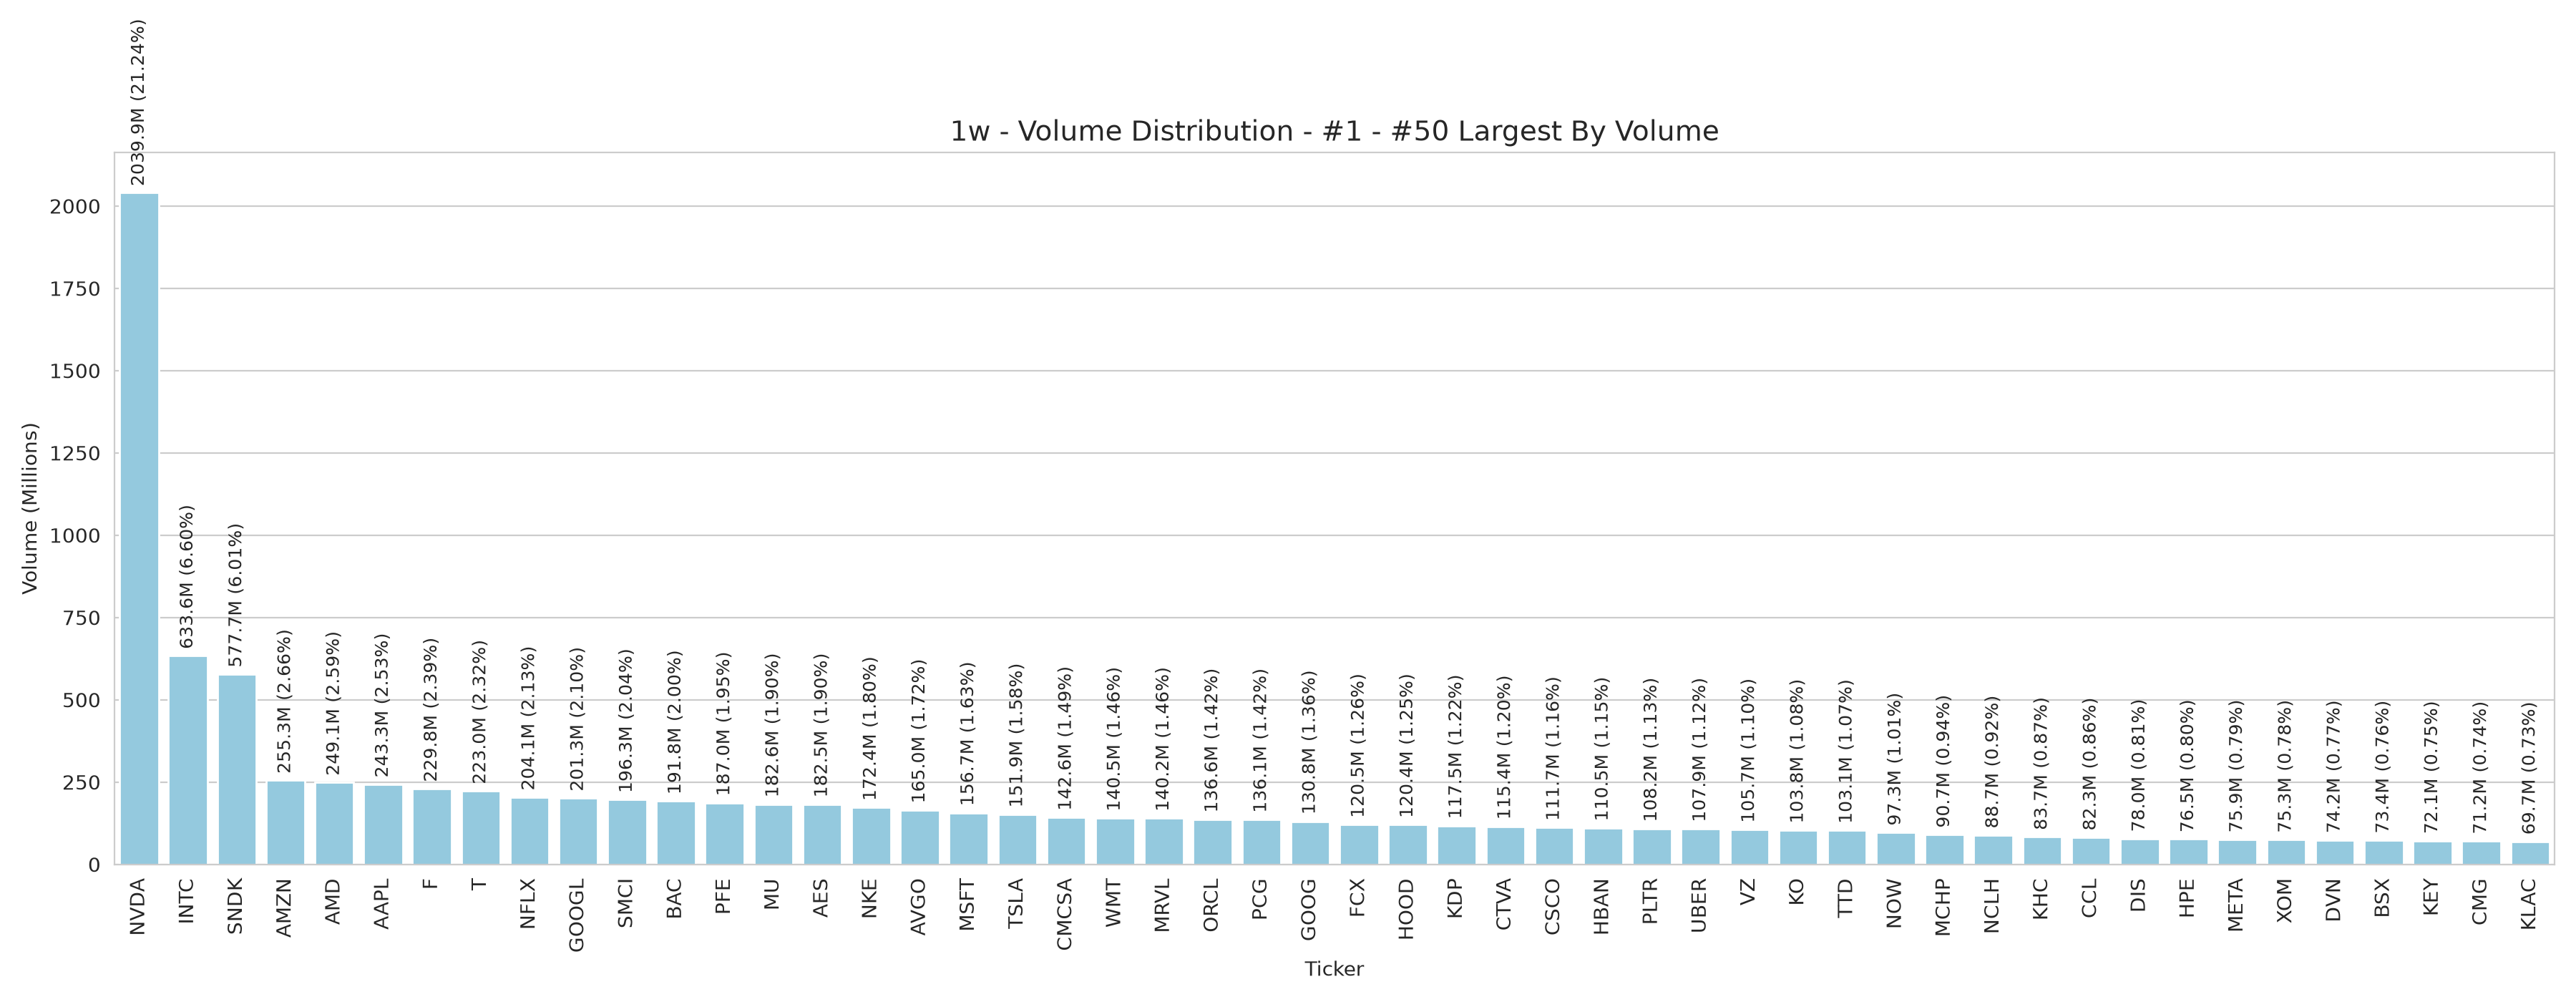 1w - Volume Distribution - #1 - #50 Largest By Volume
Volume (Millions)
2000
1750
1500
1250
1000
750
500
250
0
2039.9M (21.24%)
633.6M (6.60%)
577.7M (6.01%)
255.3M (2.66%)
249.1M (2.59%)
243.3M (2.53%)
229.8M (2.39%)
223.0M (2.32%)
204.1M (2.13%)
201.3M (2.10%)
196.3M (2.04%)
191.8M (2.00%)
187.0M (1.95%)
182.6M (1.90%)
182.5M (1.90%)
172.4M (1.80%)
165.0M (1.72%)
156.7M (1.63%)
151.9M (1.58%)
142.6M (1.49%)
140.5M (1.46%)
140.2M (1.46%)
136.6M (1.42%)
136.1M (1.42%)
130.8M (1.36%)
120.5M (1.26%)
120.4M (1.25%)
117.5M (1.22%)
115.4M (1.20%)
111.7M (1.16%)
110.5M (1.15%)
108.2M (1.13%)
107.9M (1.12%)
105.7M (1.10%)
103.8M (1.08%)
103.1M (1.07%)
97.3M (1.01%)
90.7M (0.94%)
88.7M (0.92%)
83.7M (0.87%)
82.3M (0.86%)
78.0M (0.81%)
76.5M (0.80%)
75.9M (0.79%)
75.3M (0.78%)
74.2M (0.77%)
73.4M (0.76%)
72.1M (0.75%)
71.2M (0.74%)
69.7M (0.73%)
NVDA
INTC
SNDK
AMZN
AMD
AAPL
F
T
NFLX
GOOGL
SMCI
BAC
PFE
MU
AES
NKE
AVGO
MSFT
TSLA
CMCSA
WMT
MRVL
ORCL
PCG
GOOG
FCX
HOOD
KDP
CTVA
CSCO
HBAN
PLTR
UBER
VZ
KO
TTD
NOW
MCHP
NCLH
KHC
CCL
DIS
HPE
META
XOM
DVN
BSX
KEY
CMG
KLAC
Ticker